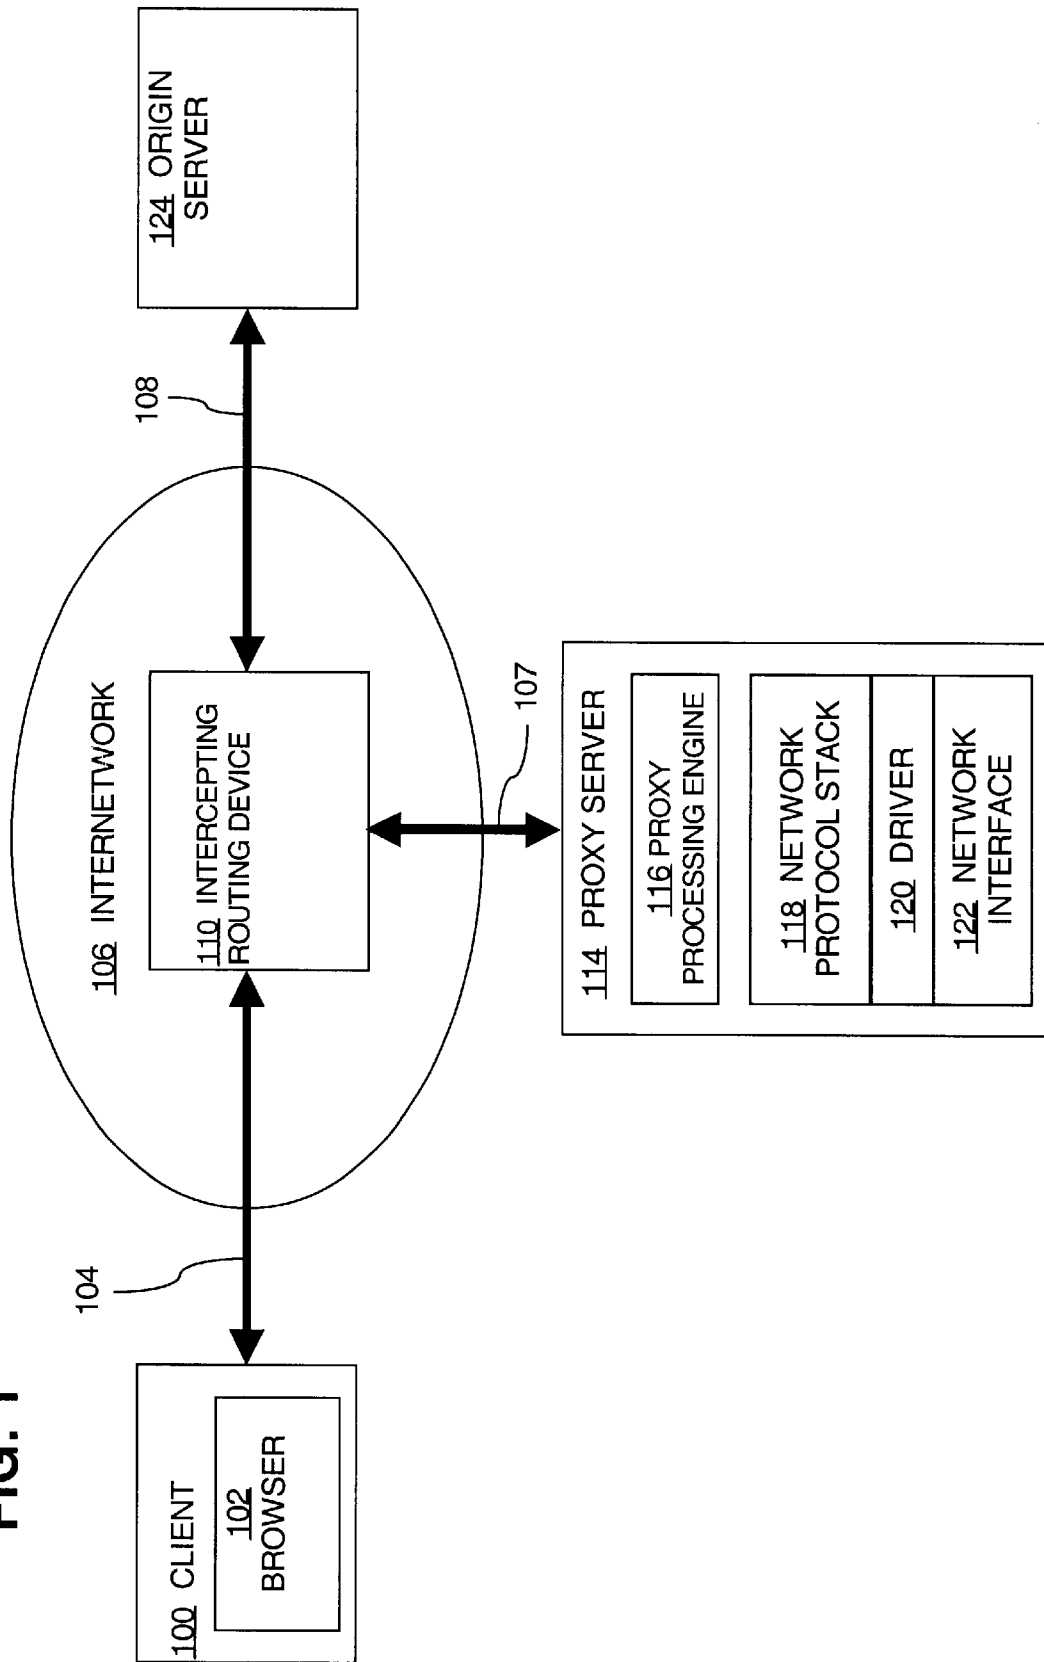 FIG. 1
100 CLIENT
102
BROWSER
104
106 INTERNETWORK
110 INTERCEPTING
ROUTING DEVICE
108
124 ORIGIN
SERVER
107
114 PROXY SERVER
116 PROXY
PROCESSING ENGINE
118 NETWORK
PROTOCOL STACK
120 DRIVER
122 NETWORK
INTERFACE